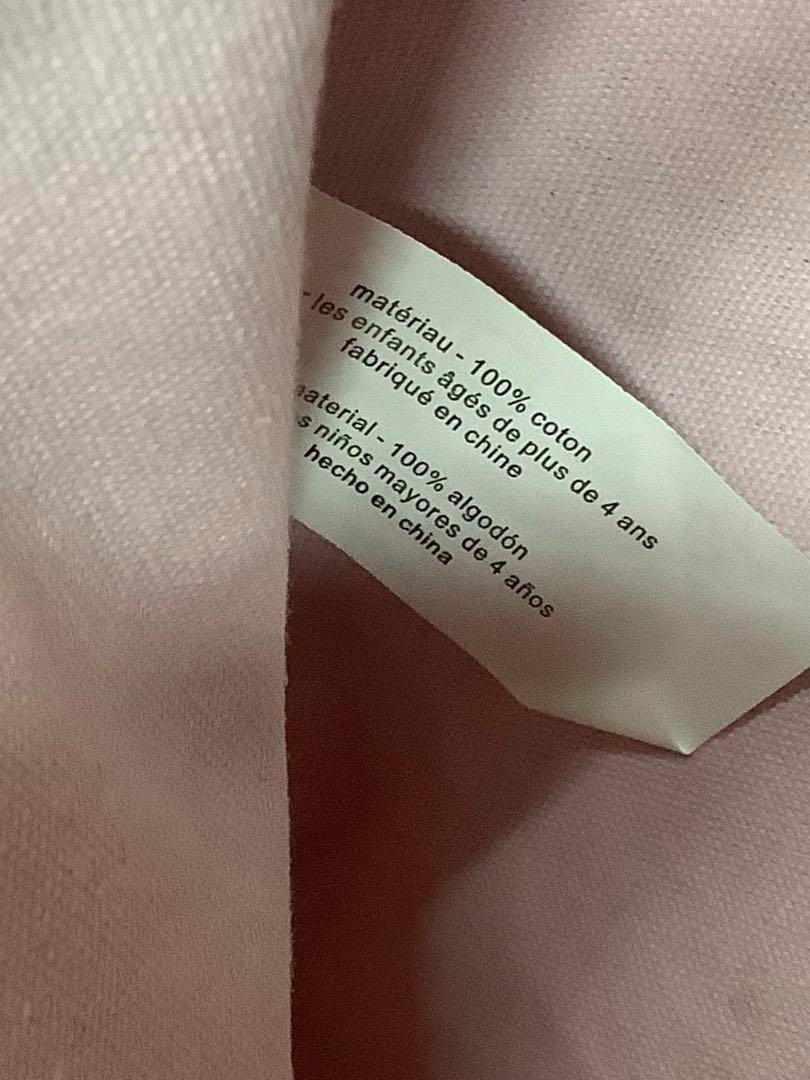 matériau - 100% coton
les enfants âgés de plus de 4 ans
fabriqué en chine
material - 100% algodón
niños mayores de 4 años
hecho en china